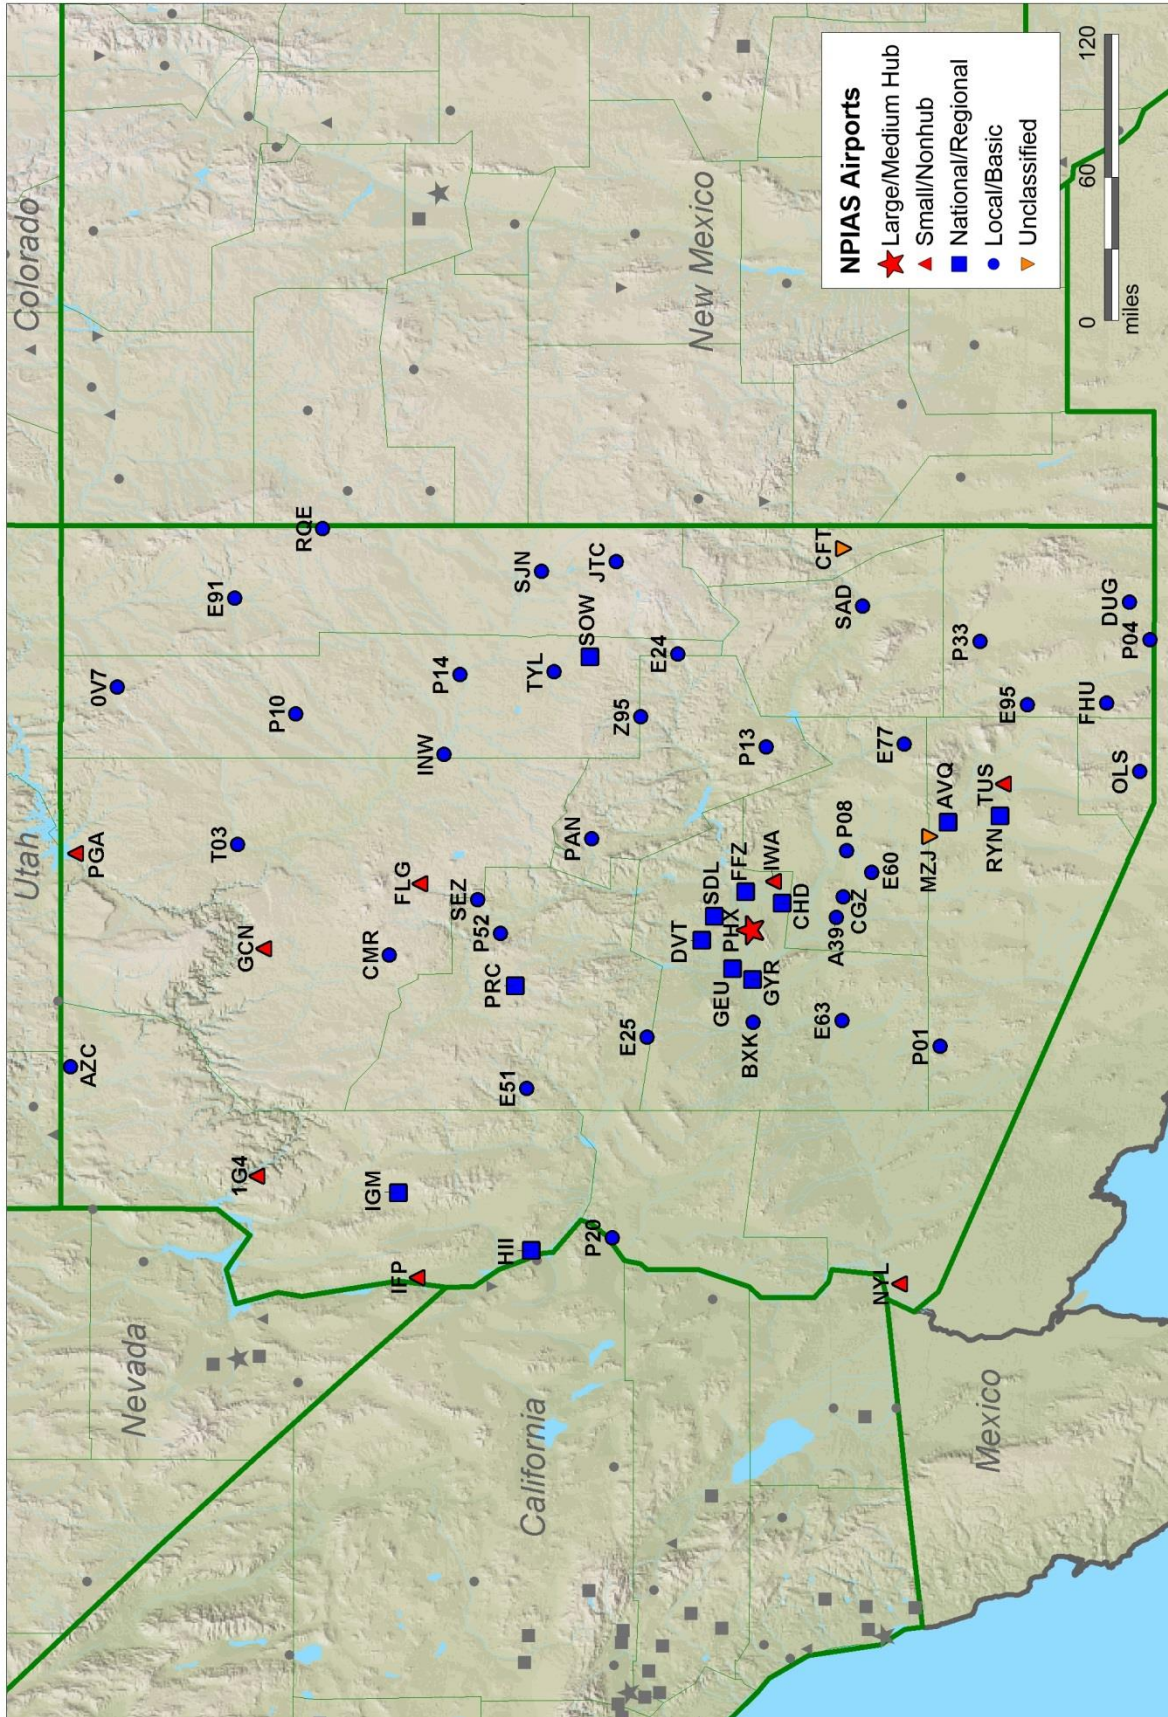 Utah
Colorado
Nevada
California
Mexico
New Mexico
AZC
PGA
0V7
1G4
GCN
T03
E91
P10
RQE
IFP
IGM
CMR
FLG
INW
P14
HII
E51
PRC
P52
SEZ
TYL
SJN
P20
PAN
SOW
JTC
E25
Z95
E24
DVT
SDL
GEU
PHX
FFZ
BXK
GYR
IWA
CHD
P13
NYL
E63
A39
CGZ
P08
E60
SAD
CFT
E77
P01
MZJ
AVQ
RYN
TUS
P33
E95
FHU
OLS
DUG
P04
NPIAS Airports
Large/Medium Hub
Small/Nonhub
National/Regional
Local/Basic
Unclassified
0 60 120
miles